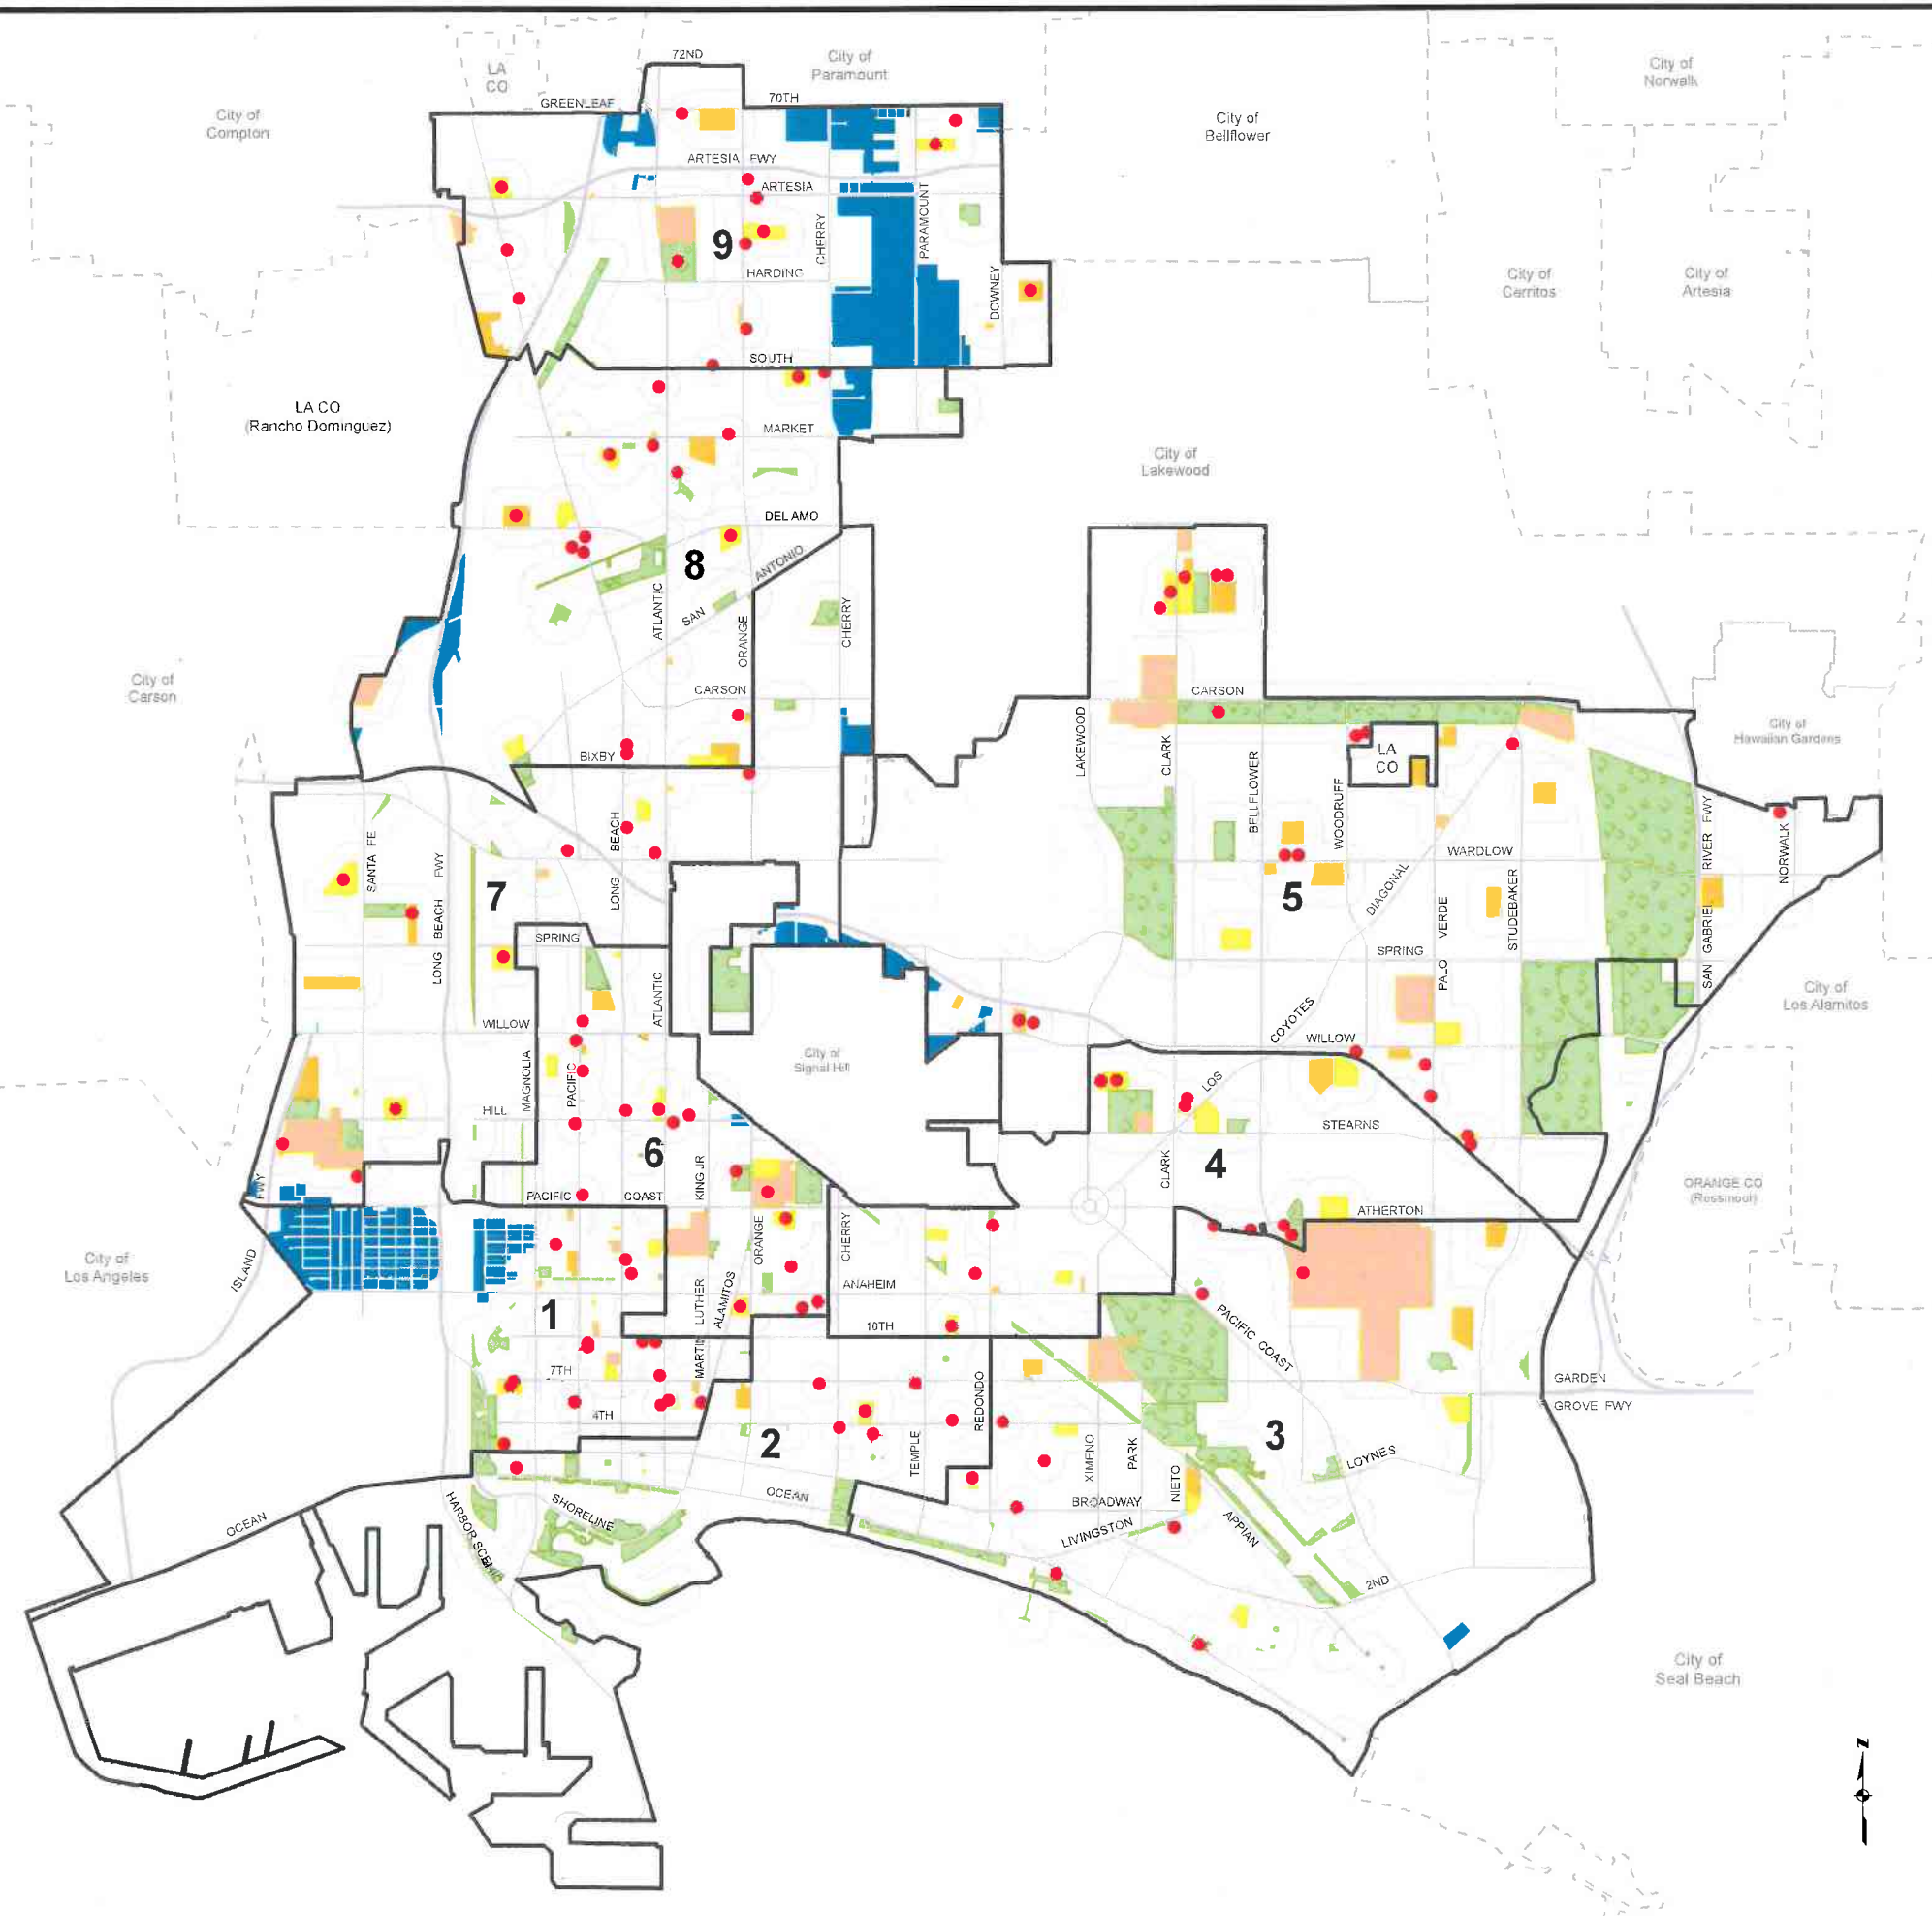 72ND
City of
Paramount
City of
Norwalk
LA
CO
GREENLEAF
70TH
City of
Compton
City of
Bellflower
ARTESIA FWY
ARTESIA
CHERRY
PARAMOUNT
9
HARDING
DOWNEY
City of
Cerritos
City of
Artesia
SOUTH
LA CO
(Rancho Dominguez)
MARKET
City of
Lakewood
DEL AMO
8
ANTONIO
SAN
ATLANTIC
ORANGE
CHERRY
City of
Carson
CARSON
CARSON
LAKEWOOD
CLARK
BIXBY
LA
CO
City of
Hawaiian Gardens
BELLFLOWER
WOODRUFF
SANTA FE
LONG BEACH FWY
LONG BEACH
WARDLOW
RIVER FWY
NORWALK
7
5
DIAGONAL
STUDEBAKER
PALO VERDE
SAN GABRIEL
SPRING
SPRING
ATLANTIC
City of
Los Alamitos
WILLOW
COYOTES
WILLOW
City of
Signal Hill
MAGNOLIA
PACIFIC
LOS
HILL
STEARNS
6
4
CLARK
KING JR
FWY
PACIFIC
COAST
ORANGE CO
(Rossmoor)
ATHERTON
ORANGE
CHERRY
City of
Los Angeles
ISLAND
ANAHEIM
LUTHER
ALAMITOS
1
10TH
PACIFIC COAST
MARTIN
7TH
GARDEN
GROVE FWY
REDONDO
4TH
2
TEMPLE
3
XIMENO
PARK
NIETO
LOYNES
OCEAN
SHORELINE
BROADWAY
HARBOR SCENIC
OCEAN
LIVINGSTON
APPIAN
2ND
City of
Seal Beach
N